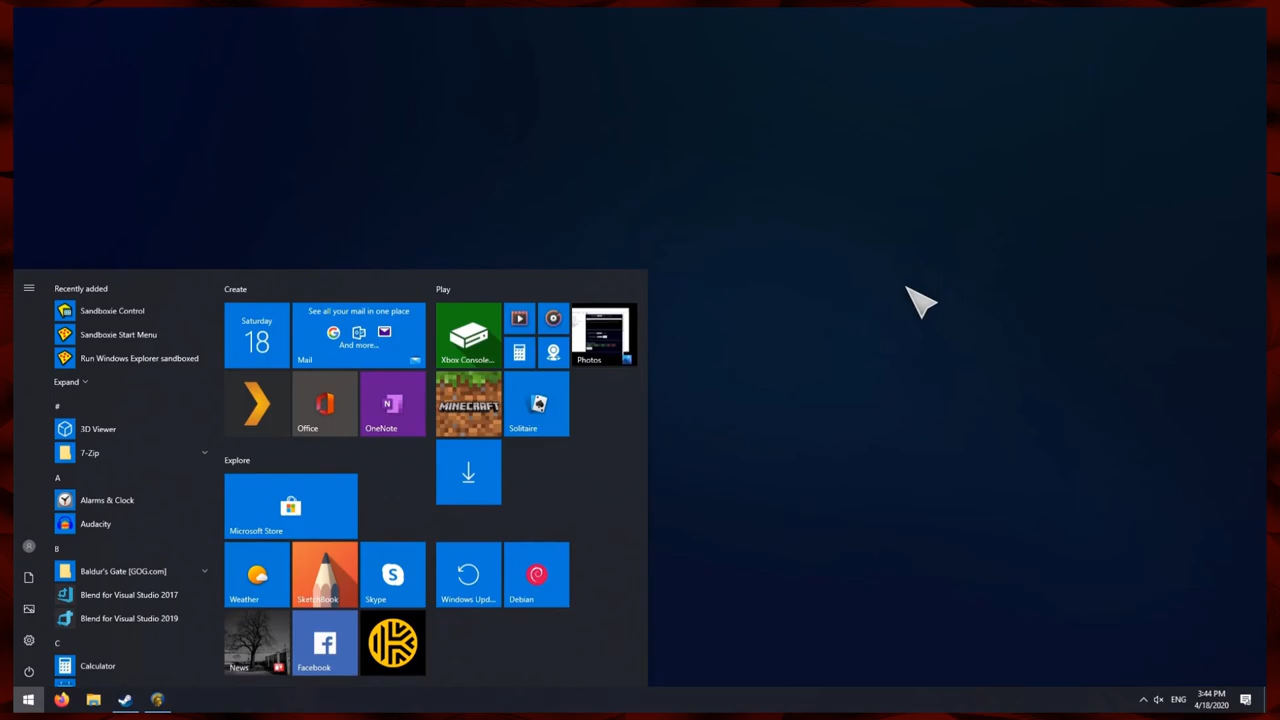 Recently added
Sandboxie Control
Sandboxie Start Menu
Run Windows Explorer sandboxed
Expand
#
3D Viewer
7-Zip
A
Alarms & Clock
Audacity
B
Baldur's Gate [GOG.com]
Blend for Visual Studio 2017
Blend for Visual Studio 2019
C
Calculator
Create
Saturday
18
See all your mail in one place
And more...
Mail
Office
N
OneNote
Explore
Microsoft Store
Weather
SketchBook
Skype
News
Facebook
Play
Xbox Console...
Photos
MINECRAFT
Solitaire
Windows Upd...
Debian
ENG
3:44 PM
4/18/2020